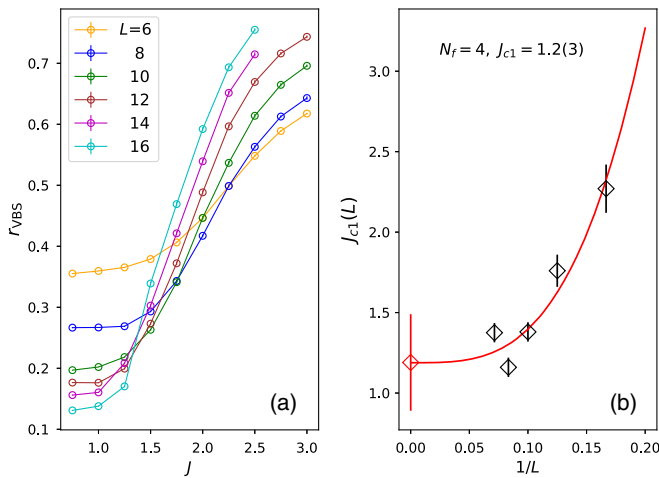 L=6
8
10
12
14
16
0.7
0.6
0.5
0.4
0.3
0.2
0.1
r_VBS
1.0 1.5 2.0 2.5 3.0
J
(a)
N_f = 4, J_c1 = 1.2(3)
3.0
2.5
2.0
1.5
1.0
J_c1(L)
0.00 0.05 0.10 0.15 0.20
1/L
(b)